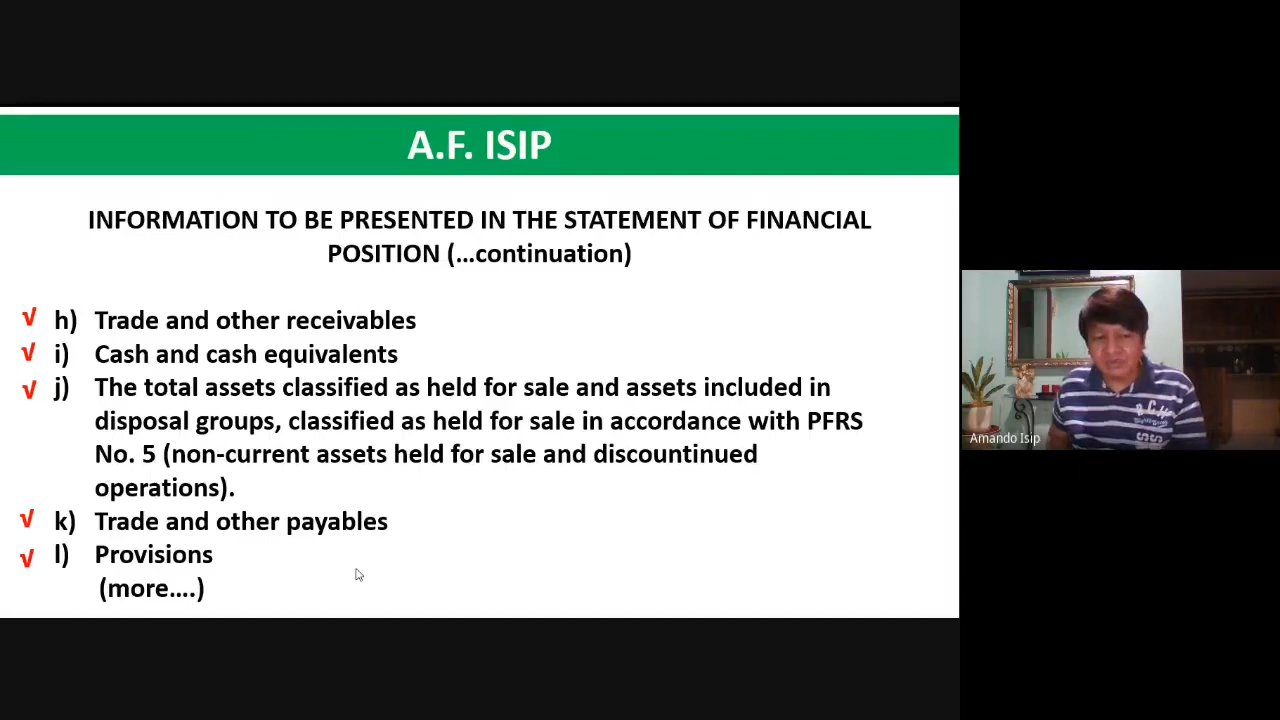 A.F. ISIP
INFORMATION TO BE PRESENTED IN THE STATEMENT OF FINANCIAL
POSITION (...continuation)
√ h) Trade and other receivables
√ i) Cash and cash equivalents
√ j) The total assets classified as held for sale and assets included in
disposal groups, classified as held for sale in accordance with PFRS
No. 5 (non-current assets held for sale and discountinued
operations).
√ k) Trade and other payables
√ l) Provisions
(more....)
Amando Isip